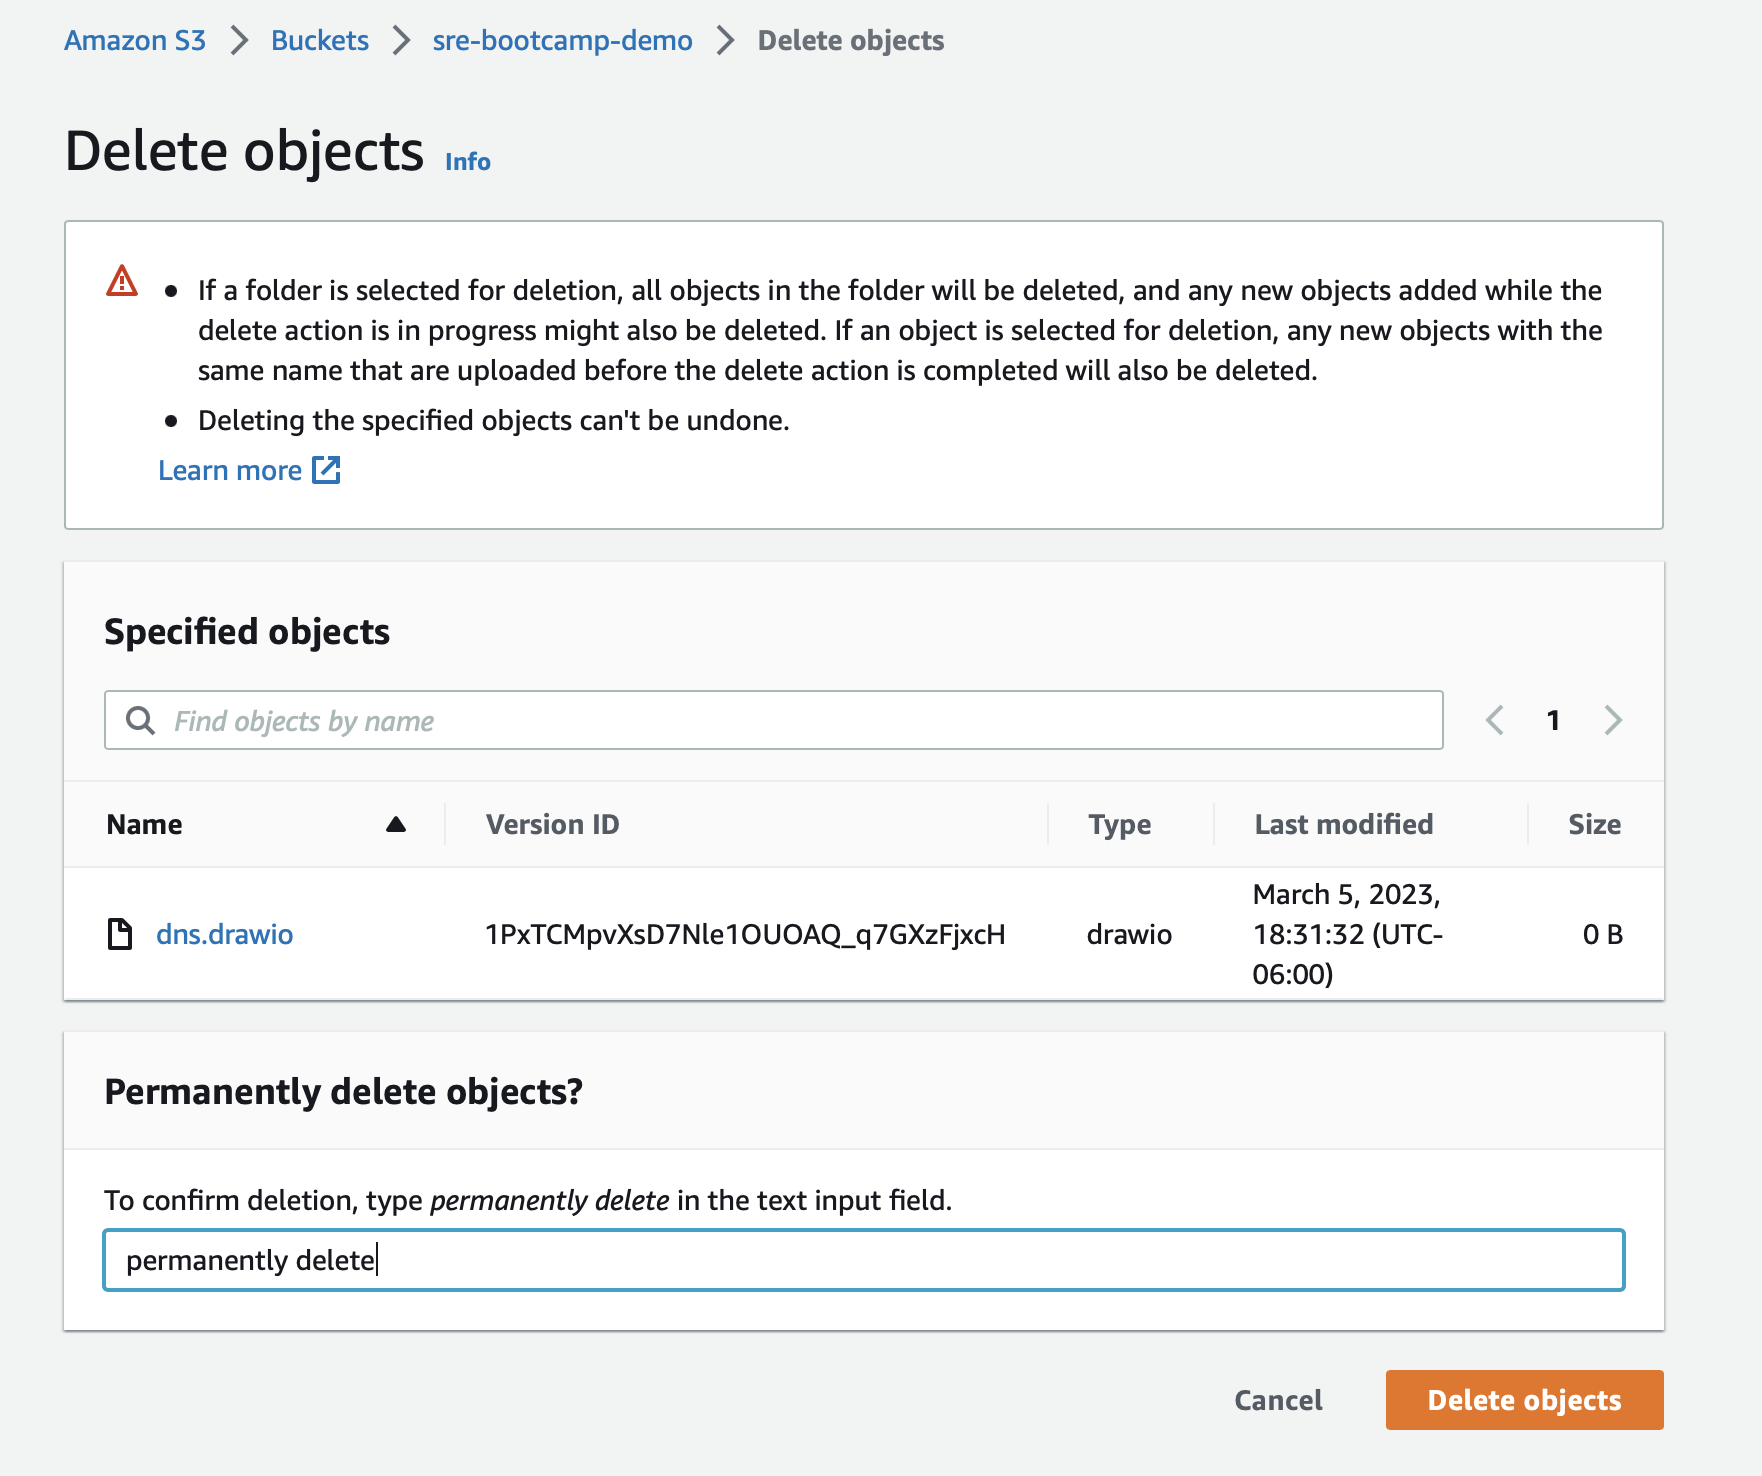 Amazon S3 > Buckets > sre-bootcamp-demo > Delete objects
Delete objects Info
If a folder is selected for deletion, all objects in the folder will be deleted, and any new objects added while the
delete action is in progress might also be deleted. If an object is selected for deletion, any new objects with the
same name that are uploaded before the delete action is completed will also be deleted.
Deleting the specified objects can't be undone.
Learn more
Specified objects
Find objects by name
1
Name Version ID Type Last modified Size
dns.drawio 1PxTCMpvXsD7Nle1OUOAQ_q7GXzFjxcH drawio March 5, 2023,
18:31:32 (UTC-
06:00) 0 B
Permanently delete objects?
To confirm deletion, type permanently delete in the text input field.
permanently delete
Cancel Delete objects